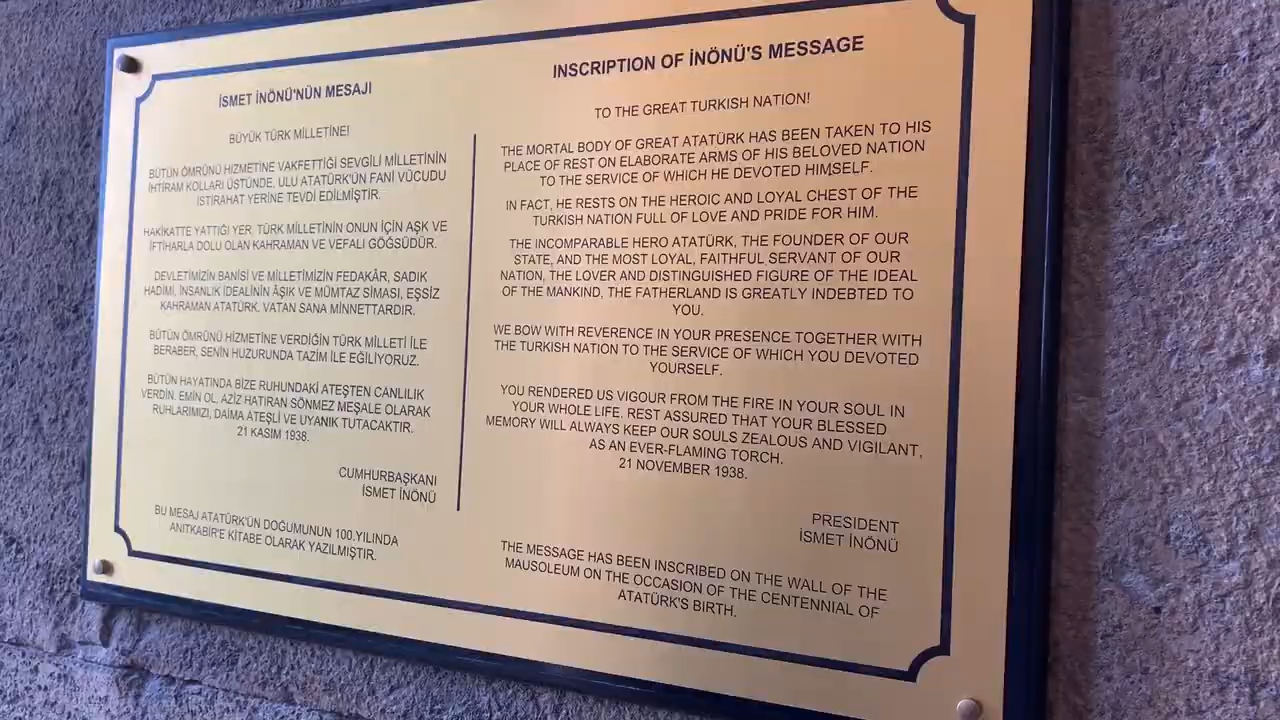 İSMET İNÖNÜ'NÜN MESAJI
BÜYÜK TÜRK MİLLETİNE!
BÜTÜN ÖMRÜNÜ HİZMETİNE VAKFETTİĞİ SEVGİLİ MİLLETİNİN
İHTİRAM KOLLARI ÜSTÜNDE, ULU ATATÜRK'ÜN FANİ VÜCUDU
İSTİRAHAT YERİNE TEVDİ EDİLMİŞTİR.
HAKİKATTE YATTIĞI YER, TÜRK MİLLETİNİN ONUN İÇİN AŞK VE
İFTİHARLA DOLU OLAN KAHRAMAN VE VEFALI GÖĞSÜDÜR.
DEVLETİMİZİN BANİSİ VE MİLLETİMİZİN FEDAKÂR, SADIK
HADİMİ, İNSANLIK İDEALİNİN ÂŞIK VE MÜMTAZ SİMASI, EŞSİZ
KAHRAMAN ATATÜRK. VATAN SANA MİNNETTARDIR.
BÜTÜN ÖMRÜNÜ HİZMETİNE VERDİĞİN TÜRK MİLLETİ İLE
BERABER, SENİN HUZURUNDA TAZİM İLE EĞİLİYORUZ.
BÜTÜN HAYATINDA BİZE RUHUNDAKİ ATEŞTEN CANLILIK
VERDİN. EMİN OL, AZİZ HATIRAN SÖNMEZ MEŞALE OLARAK
RUHLARIMIZI, DAİMA ATEŞLİ VE UYANIK TUTACAKTIR.
21 KASIM 1938.
CUMHURBAŞKANI
İSMET İNÖNÜ
BU MESAJ ATATÜRK'ÜN DOĞUMUNUN 100.YILINDA
ANITKABİR'E KİTABE OLARAK YAZILMIŞTIR.
INSCRIPTION OF İNÖNÜ'S MESSAGE
TO THE GREAT TURKISH NATION!
THE MORTAL BODY OF GREAT ATATÜRK HAS BEEN TAKEN TO HIS
PLACE OF REST ON ELABORATE ARMS OF HIS BELOVED NATION
TO THE SERVICE OF WHICH HE DEVOTED HIMSELF.
IN FACT, HE RESTS ON THE HEROIC AND LOYAL CHEST OF THE
TURKISH NATION FULL OF LOVE AND PRIDE FOR HIM.
THE INCOMPARABLE HERO ATATÜRK, THE FOUNDER OF OUR
STATE, AND THE MOST LOYAL, FAITHFUL SERVANT OF OUR
NATION, THE LOVER AND DISTINGUISHED FIGURE OF THE IDEAL
OF THE MANKIND, THE FATHERLAND IS GREATLY INDEBTED TO
YOU.
WE BOW WITH REVERENCE IN YOUR PRESENCE TOGETHER WITH
THE TURKISH NATION TO THE SERVICE OF WHICH YOU DEVOTED
YOURSELF.
YOU RENDERED US VIGOUR FROM THE FIRE IN YOUR SOUL IN
YOUR WHOLE LIFE. REST ASSURED THAT YOUR BLESSED
MEMORY WILL ALWAYS KEEP OUR SOULS ZEALOUS AND VIGILANT,
AS AN EVER-FLAMING TORCH.
21 NOVEMBER 1938.
PRESIDENT
İSMET İNÖNÜ
THE MESSAGE HAS BEEN INSCRIBED ON THE WALL OF THE
MAUSOLEUM ON THE OCCASION OF THE CENTENNIAL OF
ATATÜRK'S BIRTH.